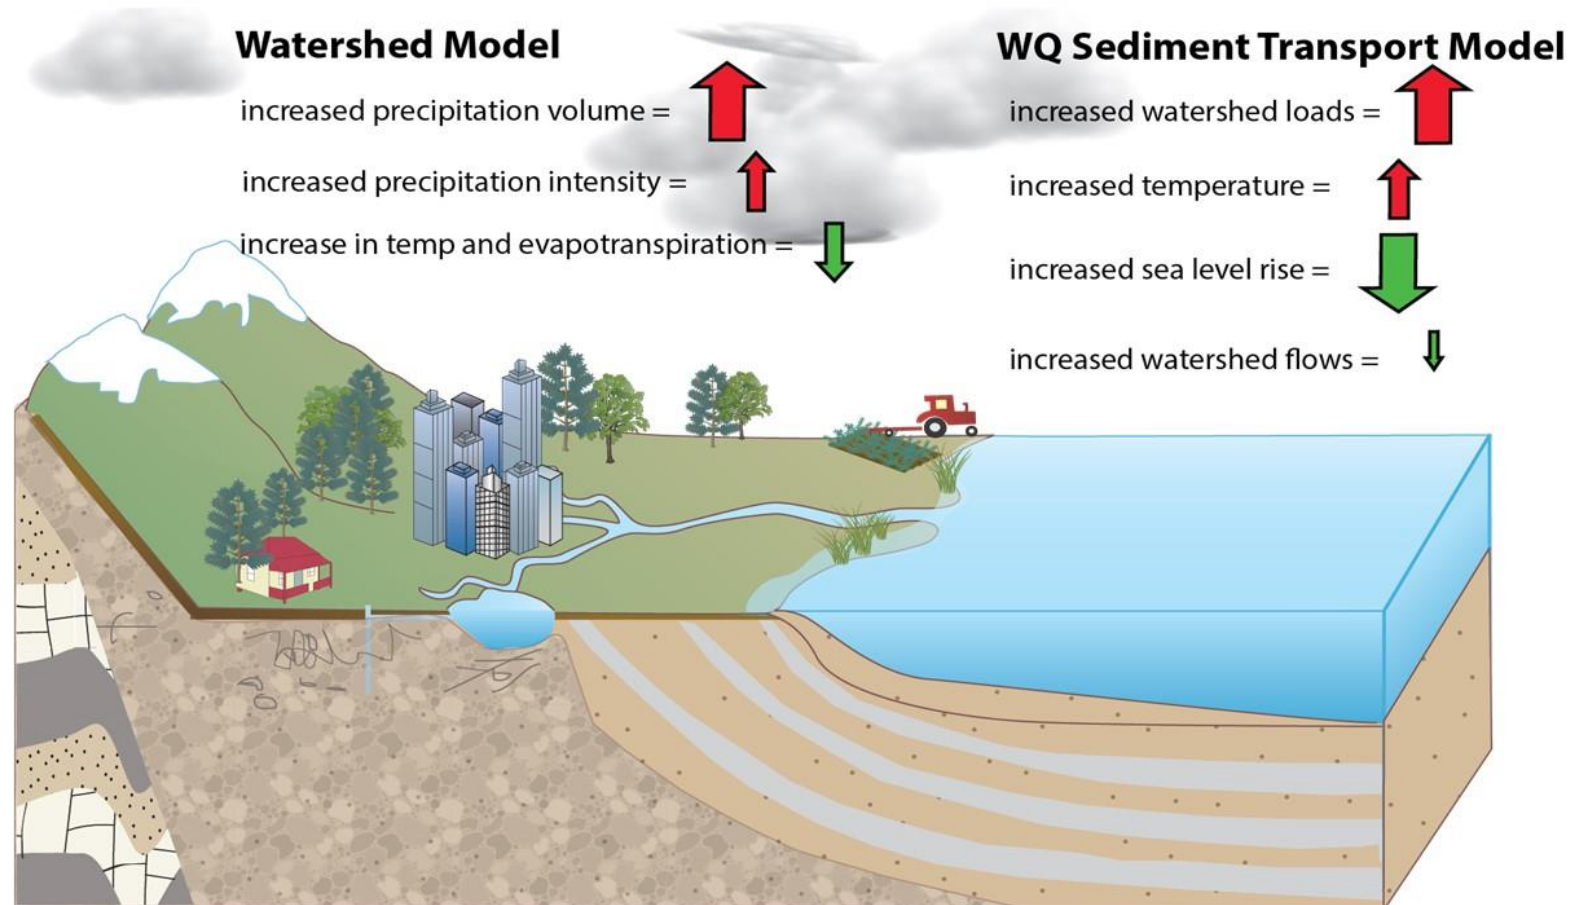 Watershed Model
increased precipitation volume =
increased precipitation intensity =
increase in temp and evapotranspiration =
WQ Sediment Transport Model
increased watershed loads =
increased temperature =
increased sea level rise =
increased watershed flows =